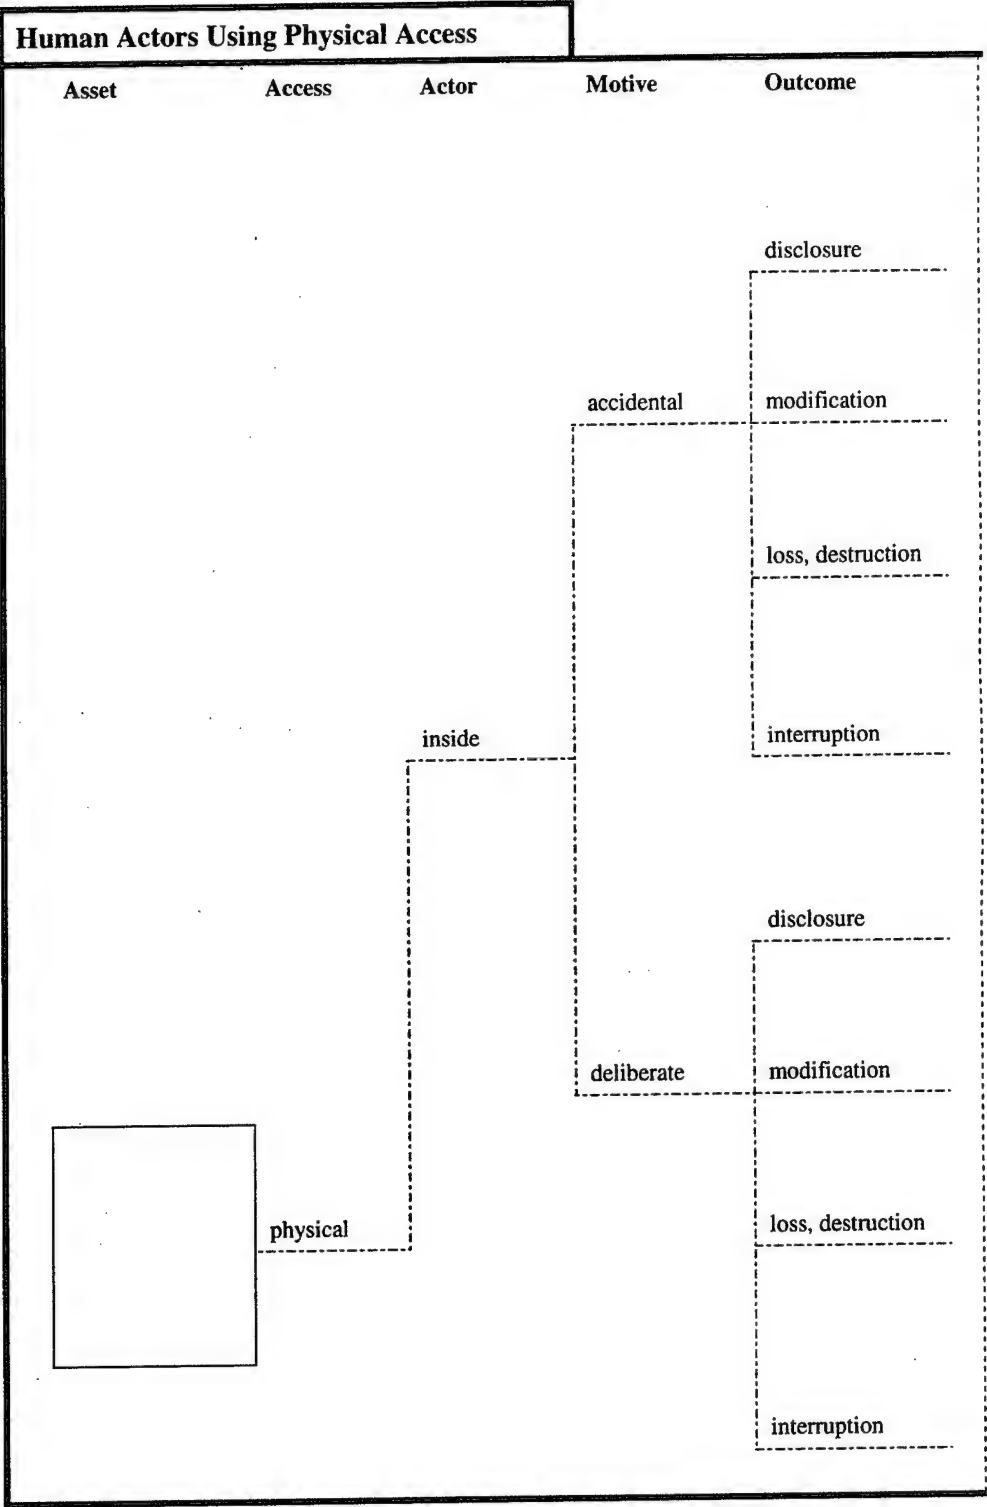 Human Actors Using Physical Access
Asset Access Actor Motive Outcome
disclosure
accidental modification
loss, destruction
inside interruption
disclosure
deliberate modification
physical loss, destruction
interruption